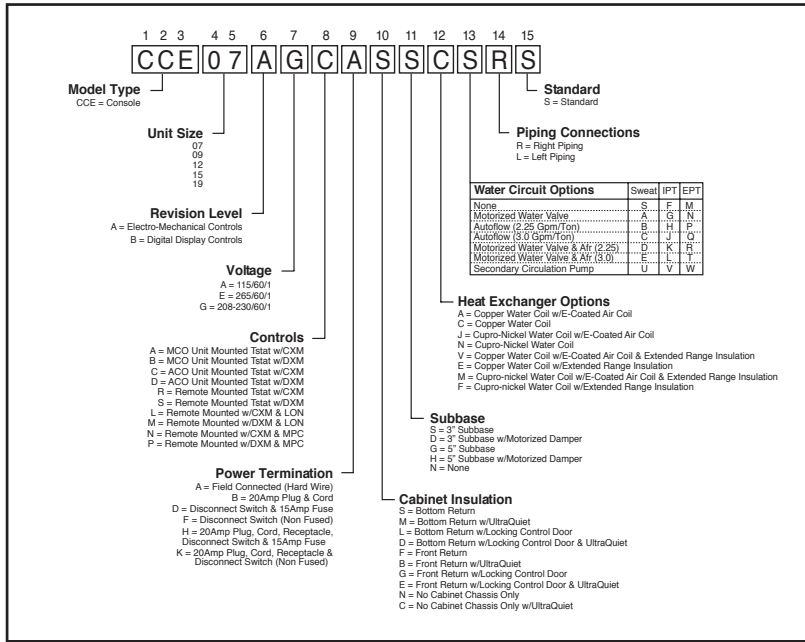 1 2 3 4 5 6 7 8 9 10 11 12 13 14 15
C C E 0 7 A G C A S S C S R S
Model Type
CCE = Console
Unit Size
07
09
12
15
19
Revision Level
A = Electro-Mechanical Controls
B = Digital Display Controls
Voltage
A = 115/60/1
E = 265/60/1
G = 208-230/60/1
Controls
A = MCO Unit Mounted Tstat w/CXM
B = MCO Unit Mounted Tstat w/DXM
C = ACO Unit Mounted Tstat w/CXM
D = ACO Unit Mounted Tstat w/DXM
R = Remote Mounted Tstat w/CXM
S = Remote Mounted Tstat w/DXM
L = Remote Mounted w/CXM & LON
M = Remote Mounted w/DXM & LON
N = Remote Mounted w/CXM & MPC
P = Remote Mounted w/DXM & MPC
Power Termination
A = Field Connected (Hard Wire)
B = 20Amp Plug & Cord
D = Disconnect Switch & 15Amp Fuse
F = Disconnect Switch (Non Fused)
H = 20Amp Plug, Cord, Receptacle,
Disconnect Switch & 15Amp Fuse
K = 20Amp Plug, Cord, Receptacle &
Disconnect Switch (Non Fused)
Standard
S = Standard
Piping Connections
R = Right Piping
L = Left Piping
Water Circuit Options Sweat IPT EPT
None S F M
Motorized Water Valve A G N
Autoflow (2.25 Gpm/Ton) B H P
Autoflow (3.0 Gpm/Ton) C J Q
Motorized Water Valve & Afr (2.25) D K R
Motorized Water Valve & Afr (3.0) E L T
Secondary Circulation Pump U V W
Heat Exchanger Options
A = Copper Water Coil w/E-Coated Air Coil
C = Copper Water Coil
J = Cupro-Nickel Water Coil w/E-Coated Air Coil
N = Cupro-Nickel Water Coil
V = Copper Water Coil w/E-Coated Air Coil & Extended Range Insulation
E = Copper Water Coil w/Extended Range Insulation
M = Cupro-nickel Water Coil w/E-Coated Air Coil & Extended Range Insulation
F = Cupro-nickel Water Coil w/Extended Range Insulation
Subbase
S = 3" Subbase
D = 3" Subbase w/Motorized Damper
G = 5" Subbase
H = 5" Subbase w/Motorized Damper
N = None
Cabinet Insulation
S = Bottom Return
M = Bottom Return w/UltraQuiet
L = Bottom Return w/Locking Control Door
D = Bottom Return w/Locking Control Door & UltraQuiet
F = Front Return
B = Front Return w/UltraQuiet
G = Front Return w/Locking Control Door
E = Front Return w/Locking Control Door & UltraQuiet
N = No Cabinet Chassis Only
C = No Cabinet Chassis Only w/UltraQuiet